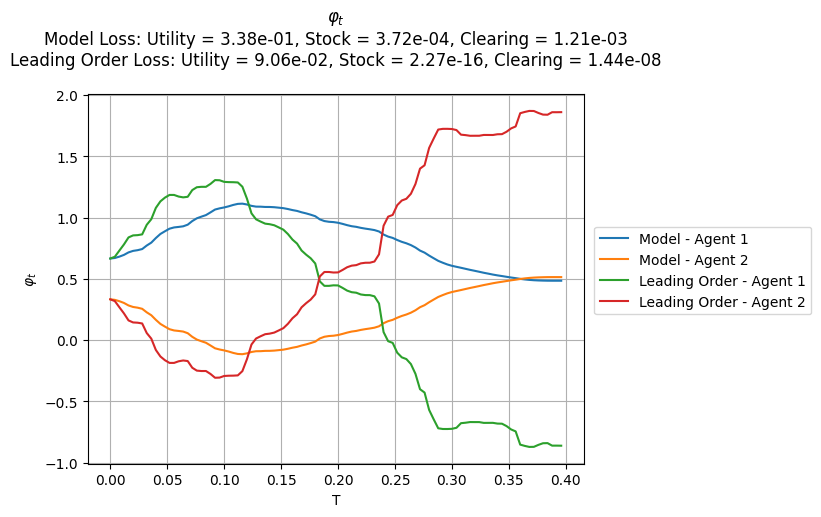 φₜ
Model Loss: Utility = 3.38e-01, Stock = 3.72e-04, Clearing = 1.21e-03
Leading Order Loss: Utility = 9.06e-02, Stock = 2.27e-16, Clearing = 1.44e-08
2.0
1.5
1.0
0.5
0.0
−0.5
−1.0
φₜ
0.00 0.05 0.10 0.15 0.20 0.25 0.30 0.35 0.40
T
Model - Agent 1
Model - Agent 2
Leading Order - Agent 1
Leading Order - Agent 2